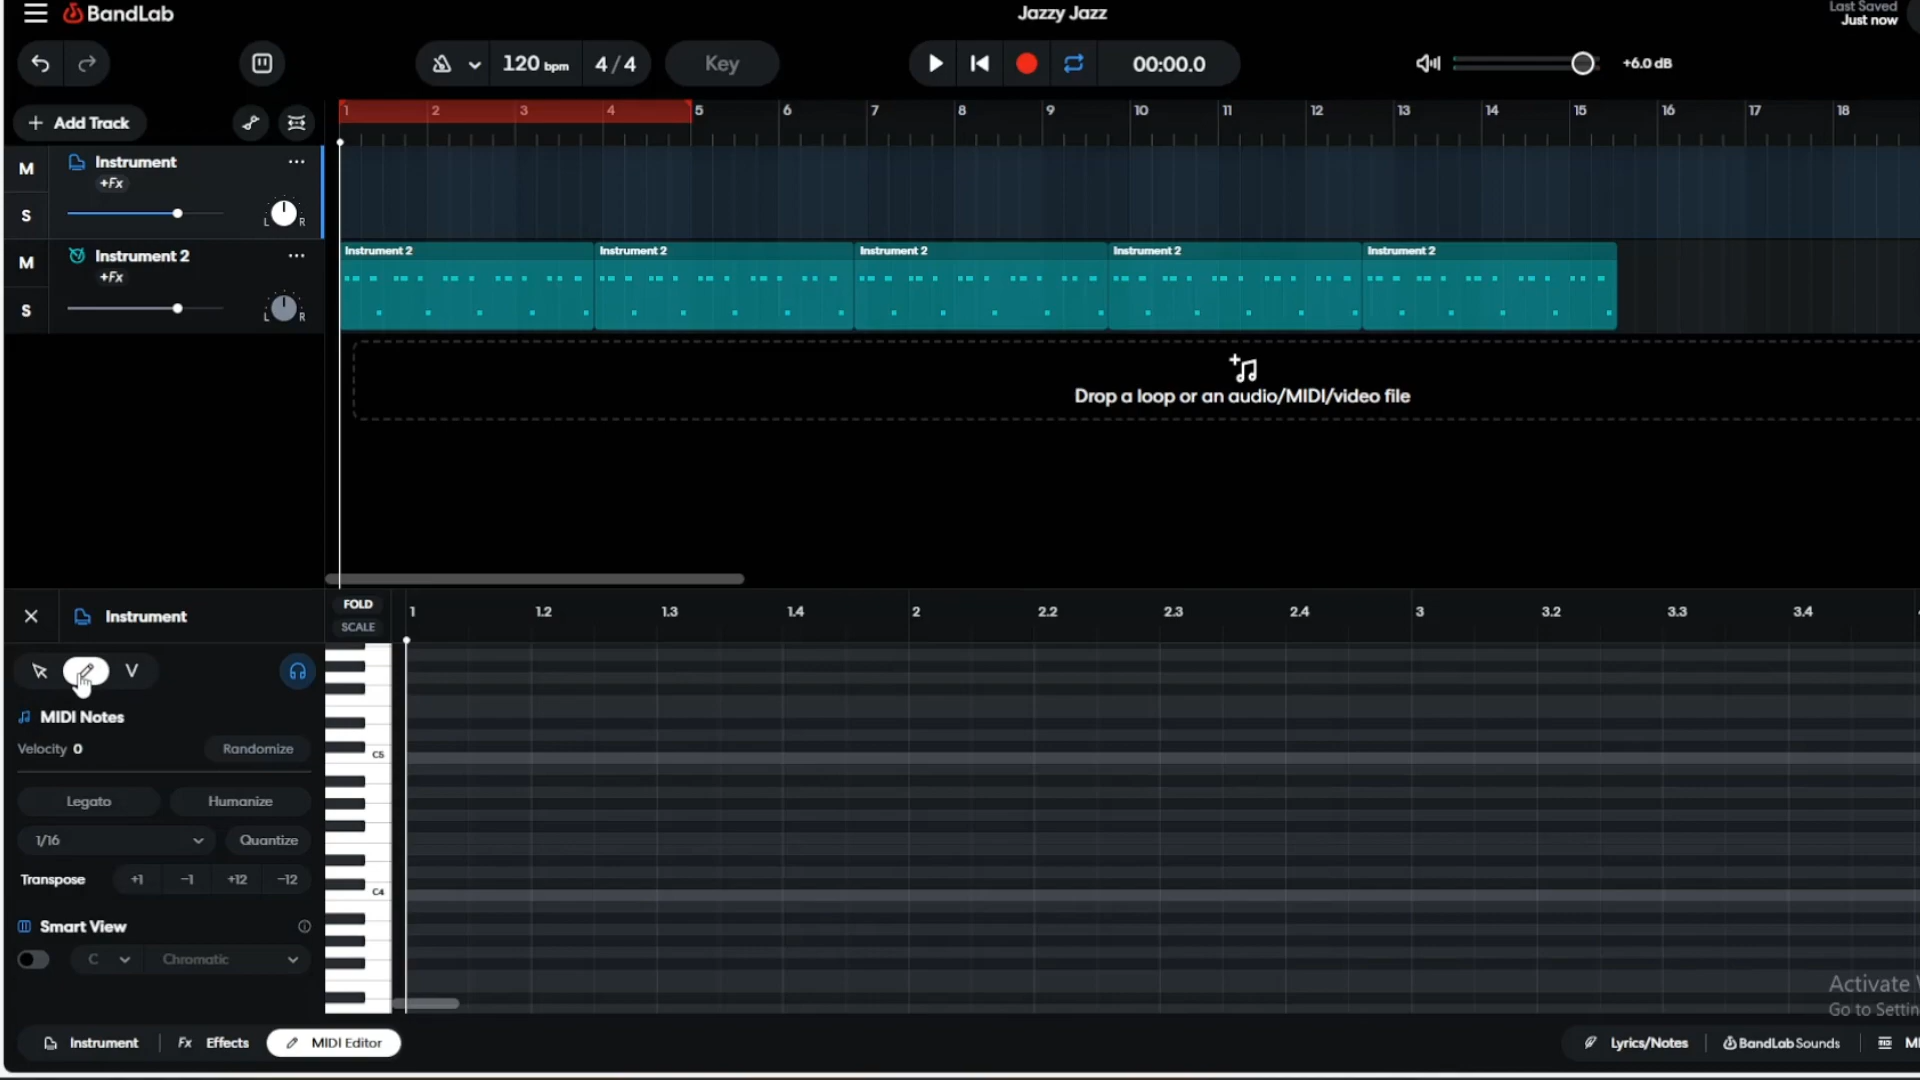 BandLab
Jazzy Jazz
Last Saved
Just now
120 bpm
4/4
Key
00:00.0
+6.0 dB
+ Add Track
1 2 3 4 5 6 7 8 9 10 11 12 13 14 15 16 17 18
M
Instrument
...
+Fx
S
L R
M
Instrument 2
...
+Fx
S
L R
Instrument 2
Instrument 2
Instrument 2
Instrument 2
Instrument 2
Drop a loop or an audio/MIDI/video file
Instrument
FOLD
SCALE
1 1.2 1.3 1.4 2 2.2 2.3 2.4 3 3.2 3.3 3.4
V
MIDI Notes
Velocity 0
Randomize
Legato
Humanize
1/16
Quantize
Transpose
+1
-1
+12
-12
Smart View
C
Chromatic
C5
C4
Activate
Go to Settin
Instrument
Fx Effects
MIDI Editor
Lyrics/Notes
BandLab Sounds